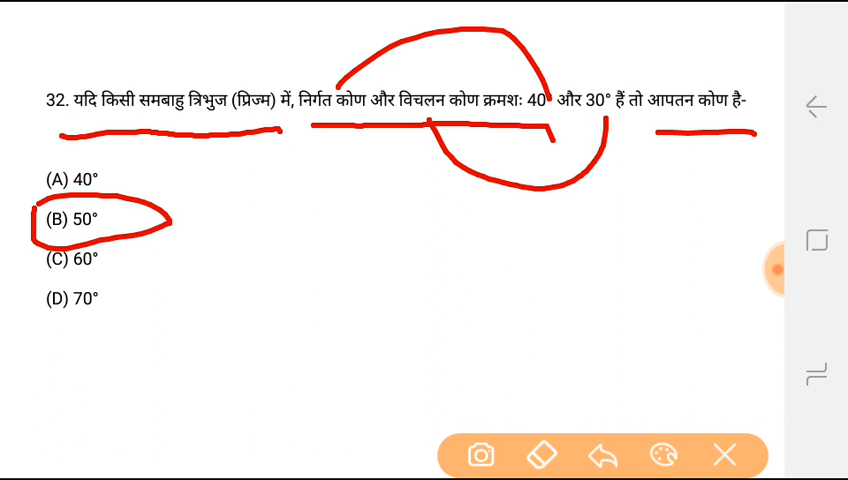 32. यदि किसी समबाहु त्रिभुज (प्रिज्म) में, निर्गत कोण और विचलन कोण क्रमशः 40° और 30° हैं तो आपतन कोण है-
(A) 40°
(B) 50°
(C) 60°
(D) 70°